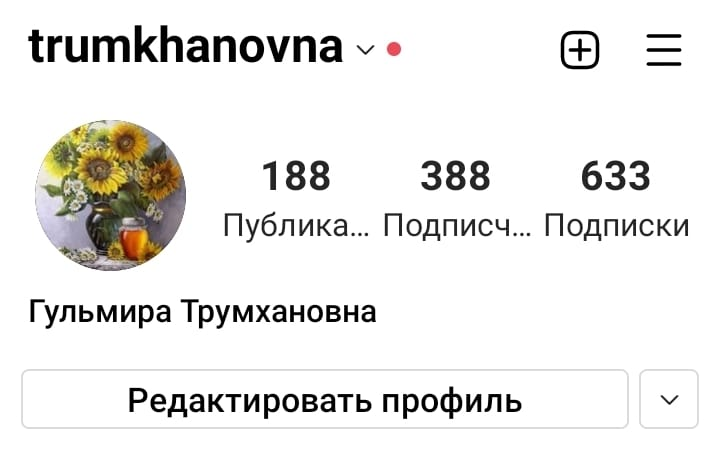 trumkhanovna
188 388 633
Публика... Подписч... Подписки
Гульмира Трумхановна
Редактировать профиль